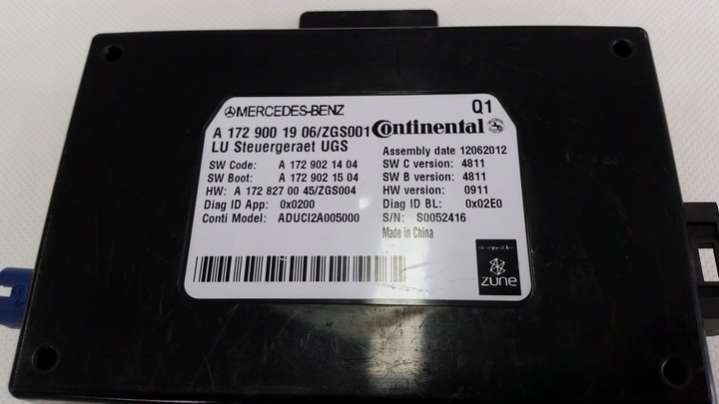 MERCEDES-BENZ
Q1
A 172 900 19 06/ZGS001
Continental
LU Steuergeraet UGS
Assembly date 12062012
SW Code: A 172 902 14 04
SW C version: 4811
SW Boot: A 172 902 15 04
SW B version: 4811
HW: A 172 827 00 45/ZGS004
HW version: 0911
Diag ID App: 0x0200
Diag ID BL: 0x02E0
Conti Model: ADUCI2A005000
S/N: S0052416
Made in China
zune